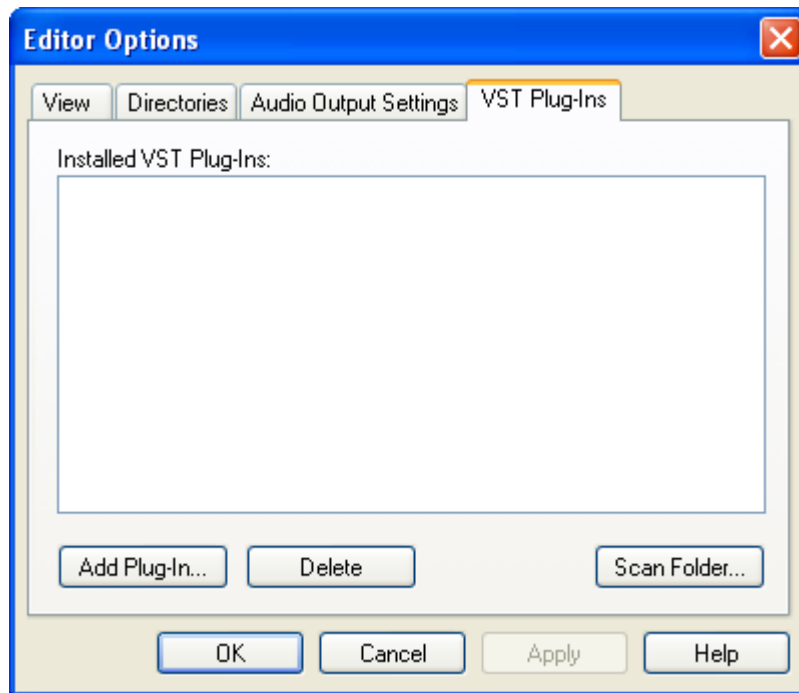 Editor Options
View Directories Audio Output Settings VST Plug-Ins
Installed VST Plug-Ins:
Add Plug-In... Delete Scan Folder...
OK Cancel Apply Help